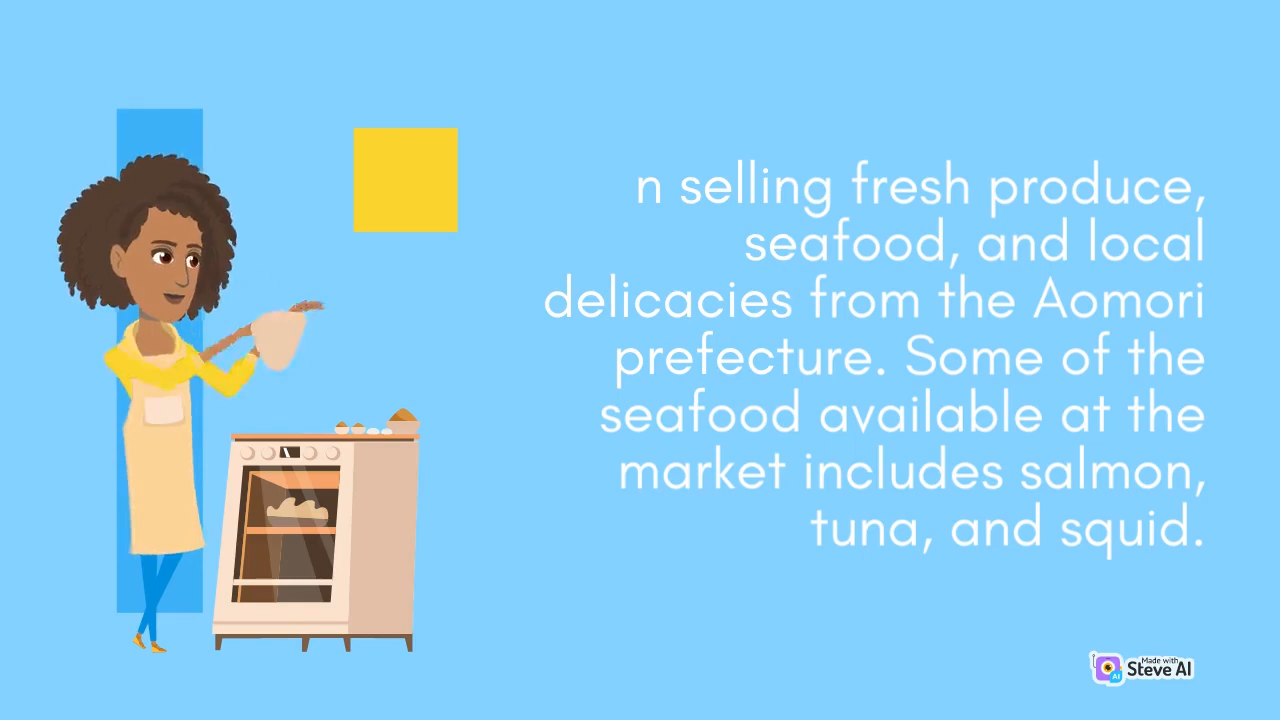 n selling fresh produce,
seafood, and local
delicacies from the Aomori
prefecture. Some of the
seafood available at the
market includes salmon,
tuna, and squid.
Made with
Steve AI
AI